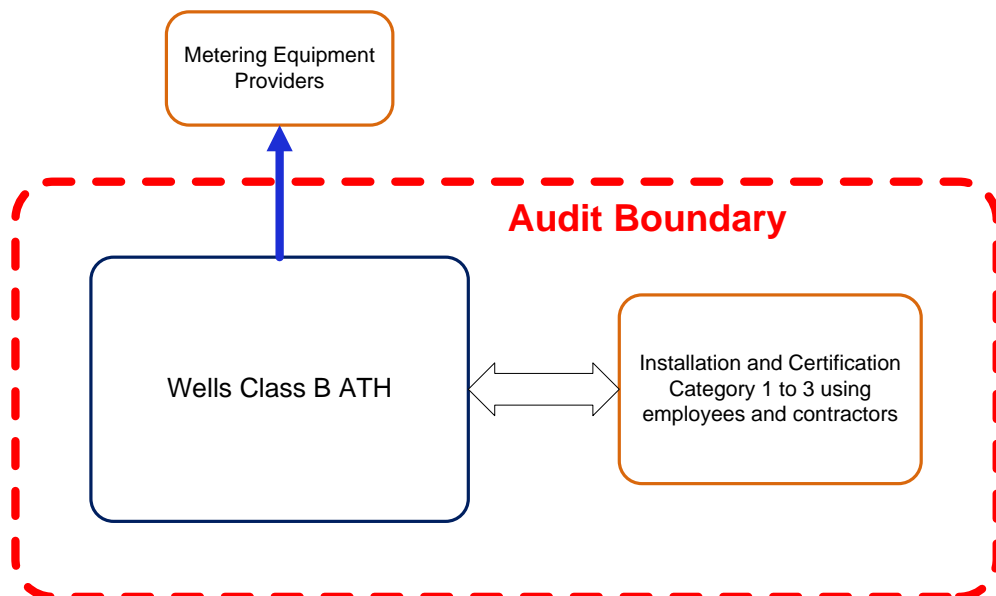 Metering Equipment
Providers
Audit Boundary
Wells Class B ATH
Installation and Certification
Category 1 to 3 using
employees and contractors